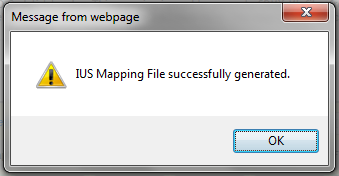 Message from webpage
IUS Mapping File successfully generated.
OK